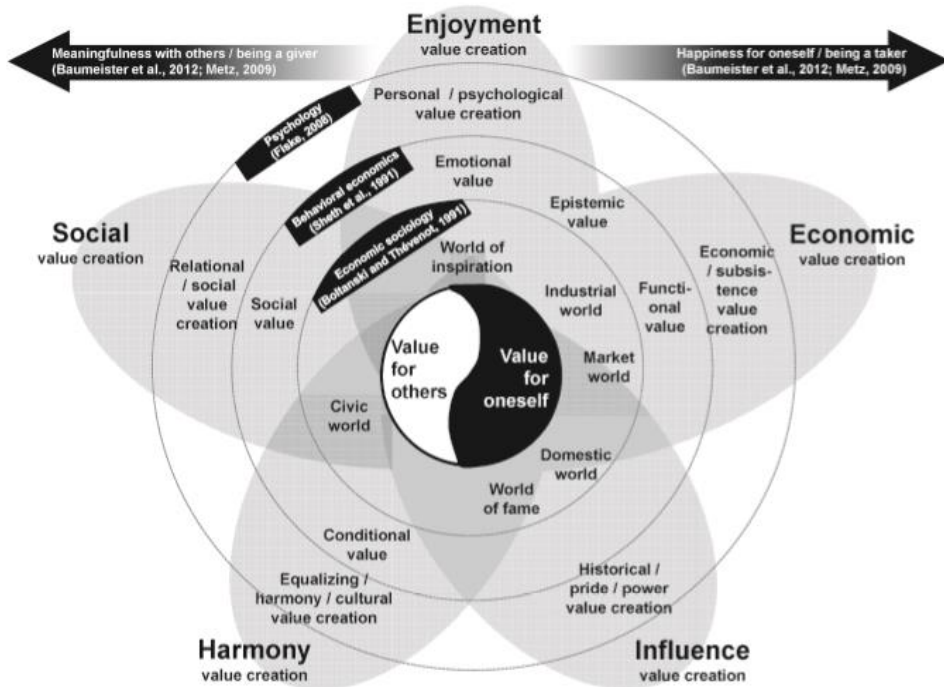 Enjoyment
value creation
Meaningfulness with others / being a giver
(Baumeister et al., 2012; Metz, 2009)
Happiness for oneself / being a taker
(Baumeister et al., 2012; Metz, 2009)
Personal / psychological
value creation
Psychology
(Fiske, 2008)
Behavioral economics
(Sheth et al., 1991)
Economic sociology
(Boltanski and Thévenot, 1991)
Emotional
value
Epistemic
value
Social
value creation
Economic
value creation
World of
inspiration
Relational
/ social
value
creation
Social
value
Industrial
world
Functi-
onal
value
Economic
/ subsis-
tence
value
creation
Value
for
others
Value
for
oneself
Market
world
Civic
world
Domestic
world
World
of fame
Conditional
value
Equalizing /
harmony / cultural
value creation
Historical /
pride / power
value creation
Harmony
value creation
Influence
value creation